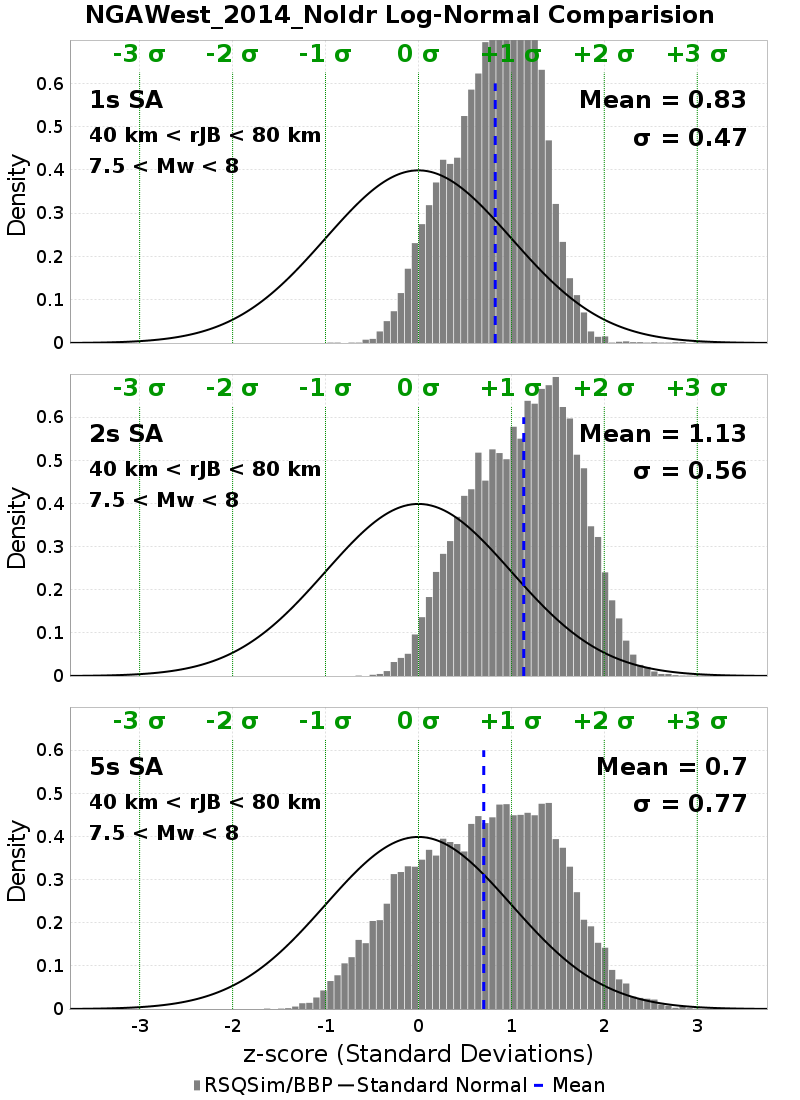 NGAWest_2014_NoIdr Log-Normal Comparision
-3 σ -2 σ -1 σ 0 σ +1 σ +2 σ +3 σ
1s SA Mean = 0.83
40 km < rJB < 80 km σ = 0.47
7.5 < Mw < 8
Density
0.6
0.5
0.4
0.3
0.2
0.1
0
-3 σ -2 σ -1 σ 0 σ +1 σ +2 σ +3 σ
2s SA Mean = 1.13
40 km < rJB < 80 km σ = 0.56
7.5 < Mw < 8
Density
0.6
0.5
0.4
0.3
0.2
0.1
0
-3 σ -2 σ -1 σ 0 σ +1 σ +2 σ +3 σ
5s SA Mean = 0.7
40 km < rJB < 80 km σ = 0.77
7.5 < Mw < 8
Density
0.6
0.5
0.4
0.3
0.2
0.1
0
-3 -2 -1 0 1 2 3
z-score (Standard Deviations)
RSQSim/BBP Standard Normal Mean